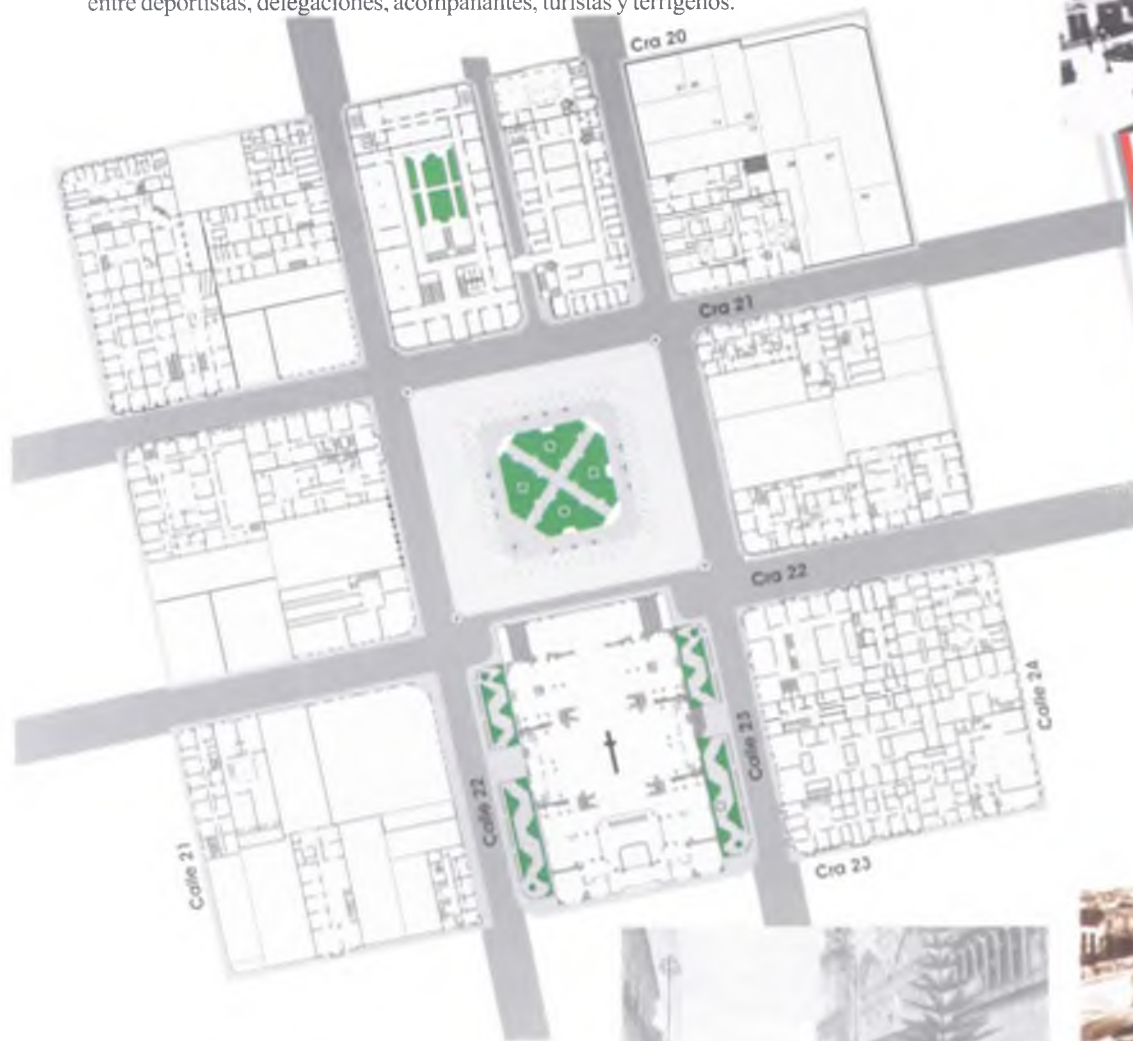 entre deportistas, delegaciones, acompañantes, turistas y terrígenos.
Cra 20
Cra 21
Cra 22
Calle 24
Calle 23
Calle 22
Calle 21
Cra 23